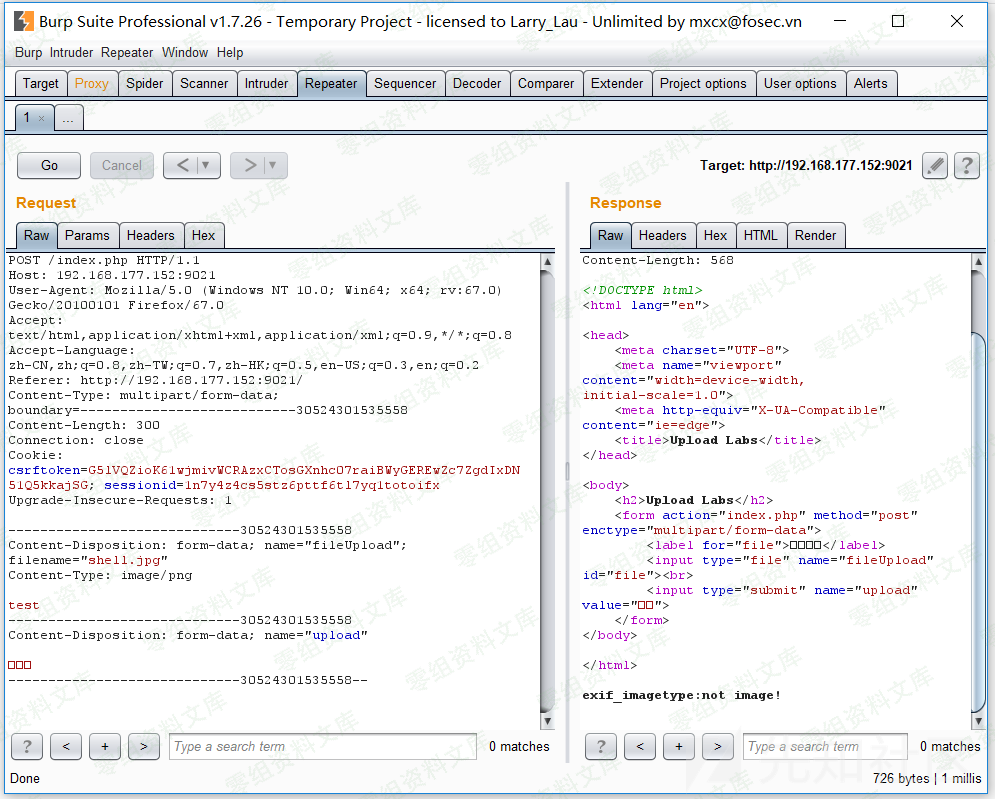 Burp Suite Professional v1.7.26 - Temporary Project - licensed to Larry_Lau - Unlimited by mxcx@fosec.vn
Burp Intruder Repeater Window Help
Target Proxy Spider Scanner Intruder Repeater Sequencer Decoder Comparer Extender Project options User options Alerts
1 × ...
Go Cancel < ▼ > ▼ Target: http://192.168.177.152:9021 ?
Request
Raw Params Headers Hex
POST /index.php HTTP/1.1
Host: 192.168.177.152:9021
User-Agent: Mozilla/5.0 (Windows NT 10.0; Win64; x64; rv:67.0)
Gecko/20100101 Firefox/67.0
Accept:
text/html,application/xhtml+xml,application/xml;q=0.9,*/*;q=0.8
Accept-Language:
zh-CN,zh;q=0.8,zh-TW;q=0.7,zh-HK;q=0.5,en-US;q=0.3,en;q=0.2
Referer: http://192.168.177.152:9021/
Content-Type: multipart/form-data;
boundary=---------------------------30524301535558
Content-Length: 300
Connection: close
Cookie:
Upgrade-Insecure-Requests: 1
-----------------------------30524301535558
Content-Disposition: form-data; name="fileUpload";
filename="shell.jpg"
Content-Type: image/png
test
-----------------------------30524301535558
Content-Disposition: form-data; name="upload"
□□□
-----------------------------30524301535558--
? < + > Type a search term 0 matches
Response
Raw Headers Hex HTML Render
Content-Length: 568
<!DOCTYPE html>
<html lang="en">
<head>
<meta charset="UTF-8">
<meta name="viewport"
content="width=device-width,
initial-scale=1.0">
<meta http-equiv="X-UA-Compatible"
content="ie=edge">
<title>Upload Labs</title>
</head>
<body>
<h2>Upload Labs</h2>
<form action="index.php" method="post"
enctype="multipart/form-data">
<label for="file">□□□□</label>
<input type="file" name="fileUpload"
id="file"><br>
<input type="submit" name="upload"
value="□□">
</form>
</body>
</html>
exif_imagetype:not image!
? < + > Type a search term 0 matches
Done 726 bytes | 1 millis
零组资料文库